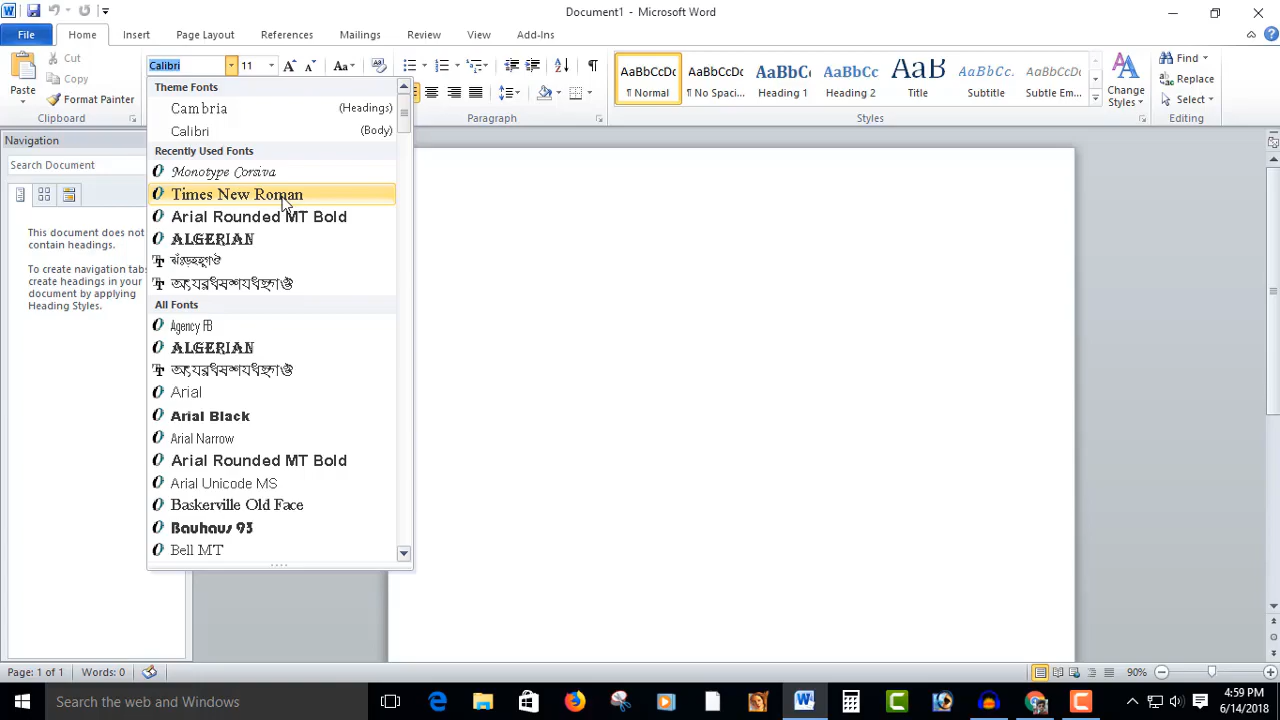 Document1 - Microsoft Word
File Home Insert Page Layout References Mailings Review View Add-Ins
Paste
Cut
Copy
Format Painter
Clipboard
Calibri 11
Aa
Paragraph
AaBbCcDc
¶ Normal
AaBbCcDc
¶ No Spaci...
AaBbCc
Heading 1
AaBbCc
Heading 2
AaB
Title
AaBbCc.
Subtitle
AaBbCcDc
Subtle Em...
Change Styles
Styles
Find
Replace
Select
Editing
Navigation
Search Document
This document does not
contain headings.
To create navigation tabs,
create headings in your
document by applying
Heading Styles.
Theme Fonts
Cambria (Headings)
Calibri (Body)
Recently Used Fonts
Monotype Corsiva
Times New Roman
Arial Rounded MT Bold
ALGERIAN
All Fonts
Agency FB
ALGERIAN
Arial
Arial Black
Arial Narrow
Arial Rounded MT Bold
Arial Unicode MS
Baskerville Old Face
Bauhaus 93
Bell MT
Page: 1 of 1 Words: 0 90%
Search the web and Windows
4:59 PM
6/14/2018